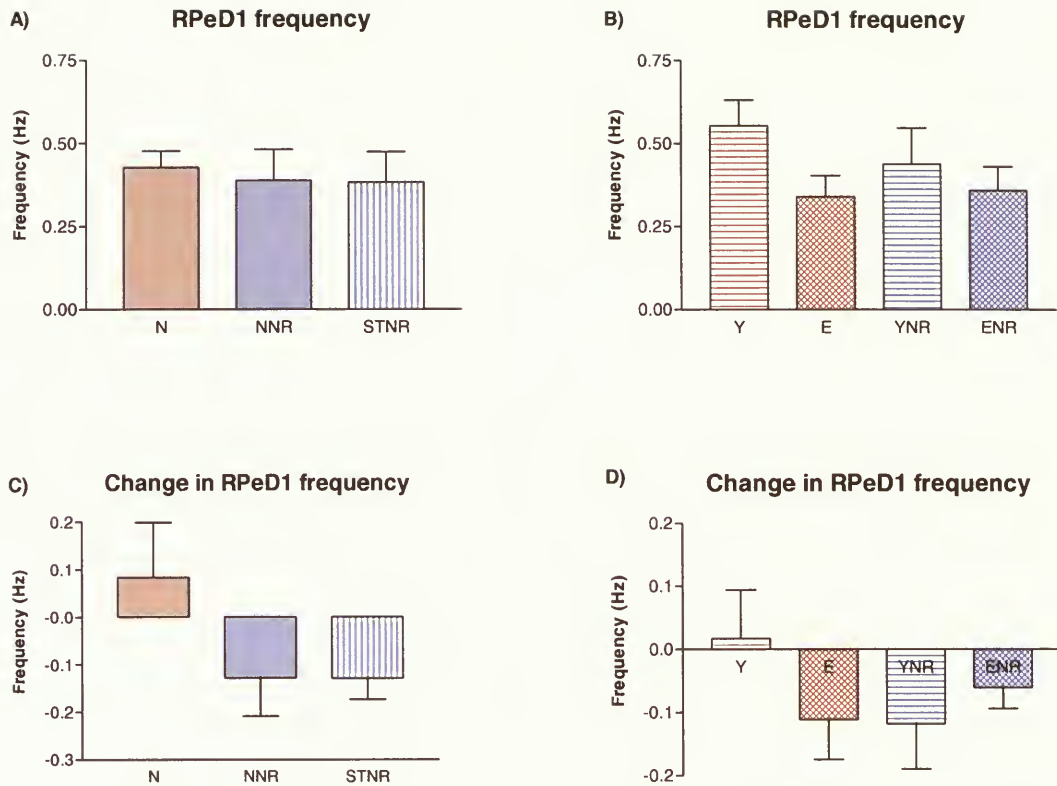 A)
RPeD1 frequency
Frequency (Hz)
0.75
0.50
0.25
0.00
N NNR STNR
B)
RPeD1 frequency
Frequency (Hz)
0.75
0.50
0.25
0.00
Y E YNR ENR
C)
Change in RPeD1 frequency
Frequency (Hz)
0.2
0.1
-0.0
-0.1
-0.2
-0.3
N NNR STNR
D)
Change in RPeD1 frequency
Frequency (Hz)
0.2
0.1
0.0
-0.1
-0.2
Y E YNR ENR